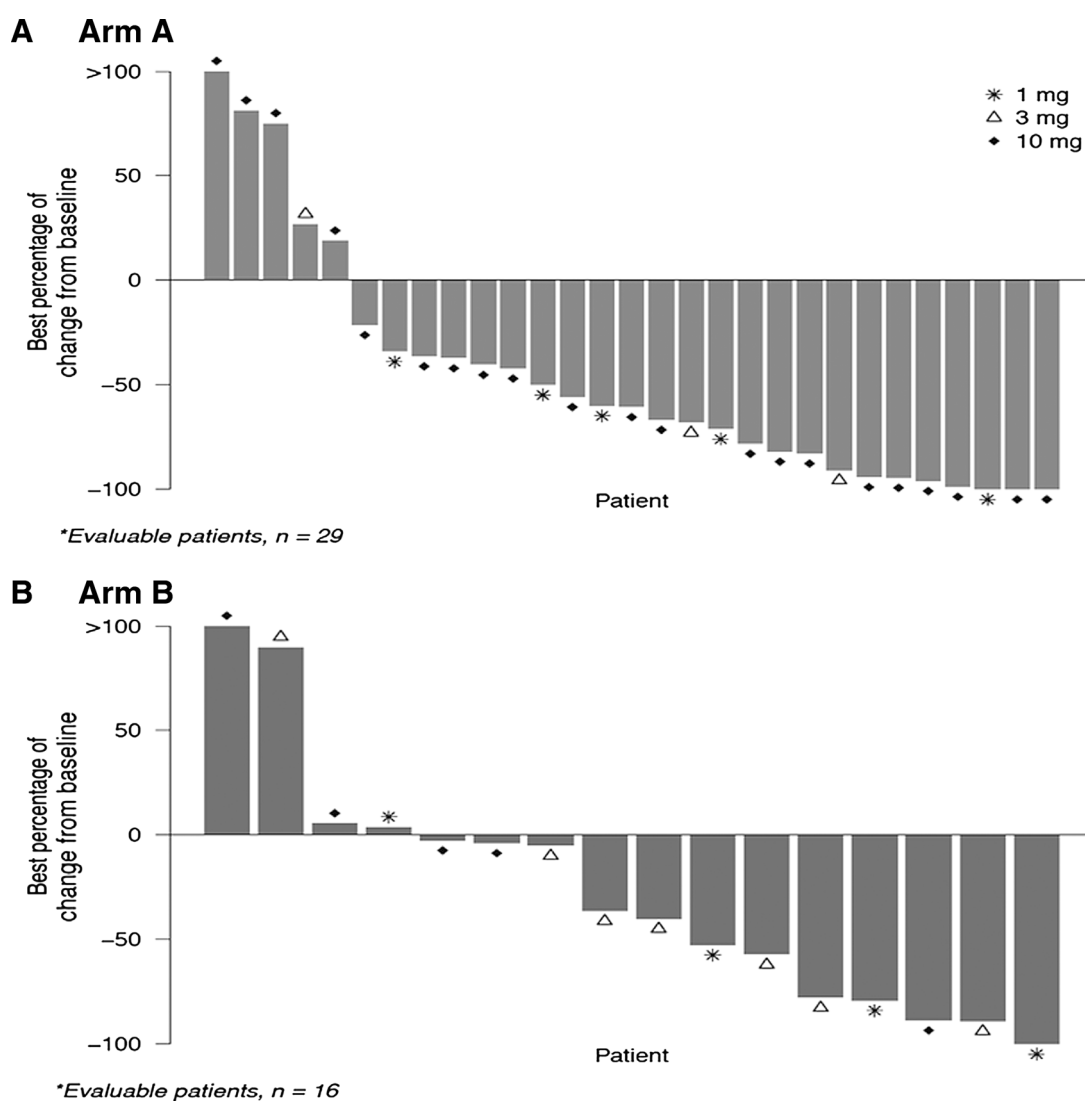 A Arm A
>100
50
0
−50
−100
Best percentage of
change from baseline
1 mg
3 mg
10 mg
Patient
*Evaluable patients, n = 29
B Arm B
>100
50
0
−50
−100
Best percentage of
change from baseline
Patient
*Evaluable patients, n = 16